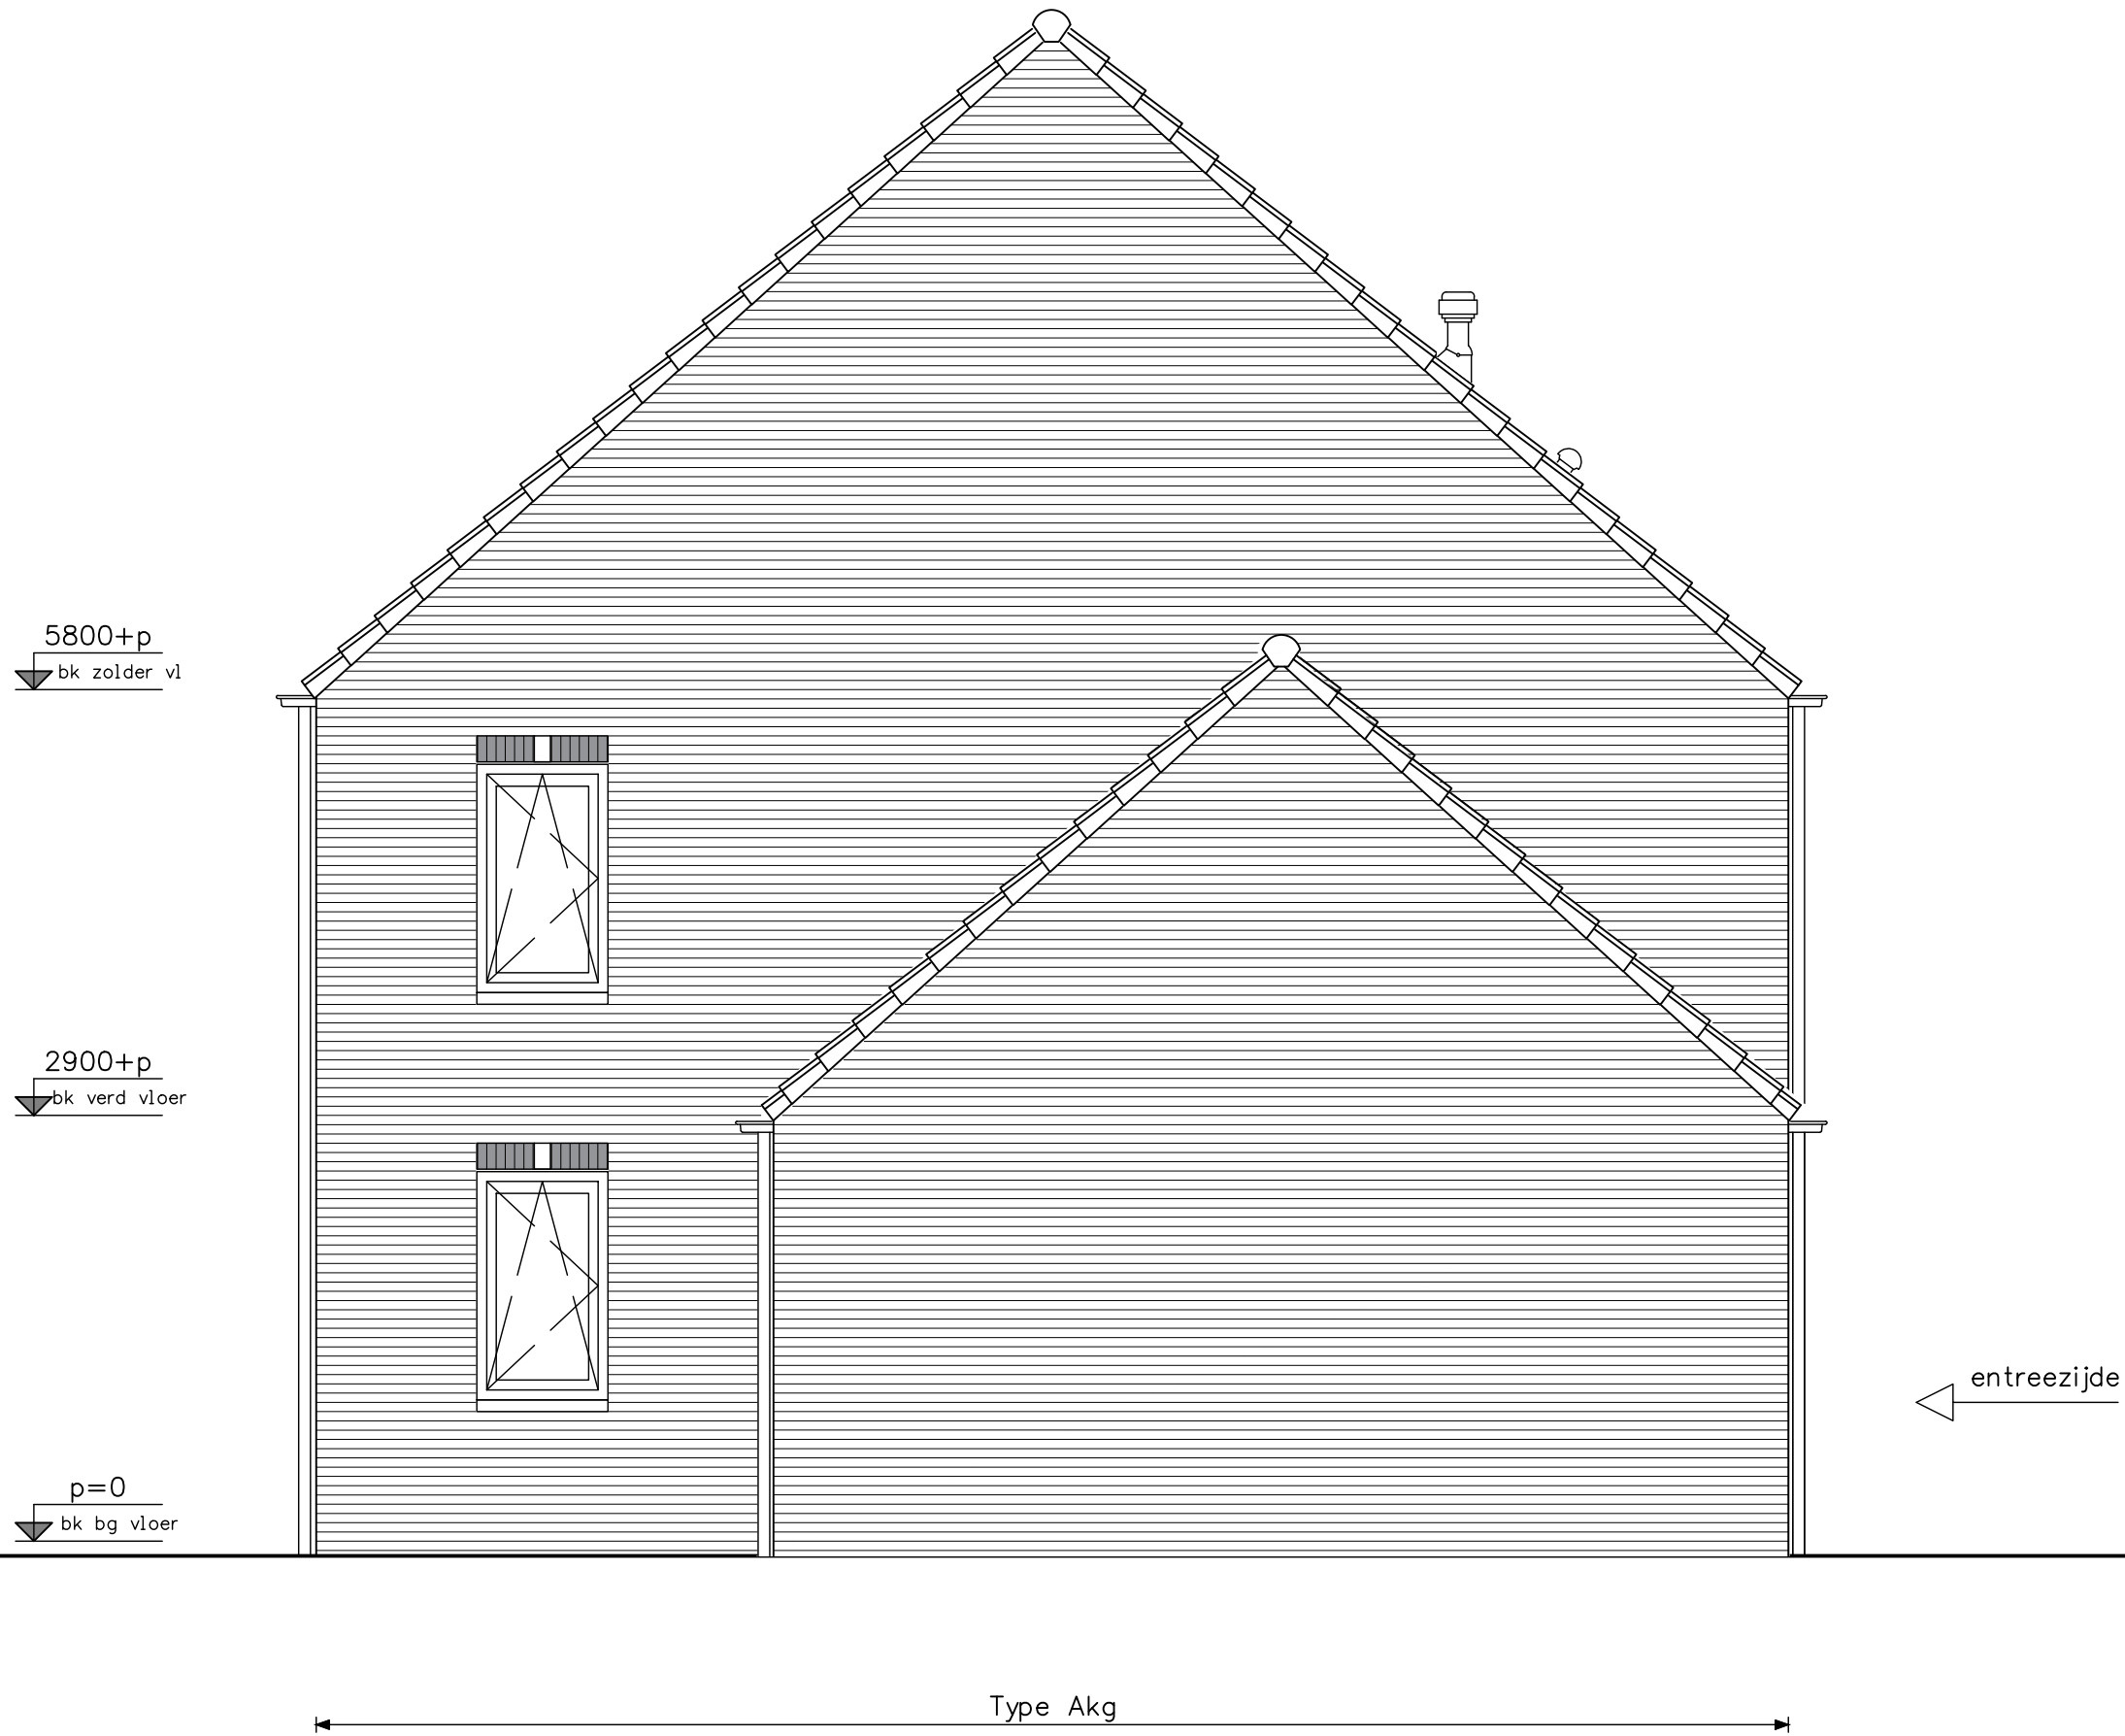 5800+p
bk zolder vl
2900+p
bk verd vloer
entreezijde
p=0
bk bg vloer
Type Akg